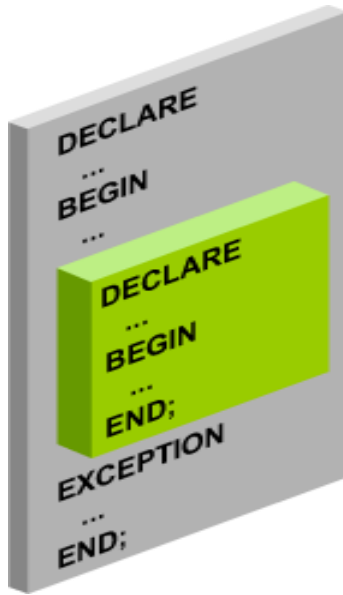 DECLARE
...
BEGIN
...
DECLARE
...
BEGIN
...
END;
EXCEPTION
...
END;